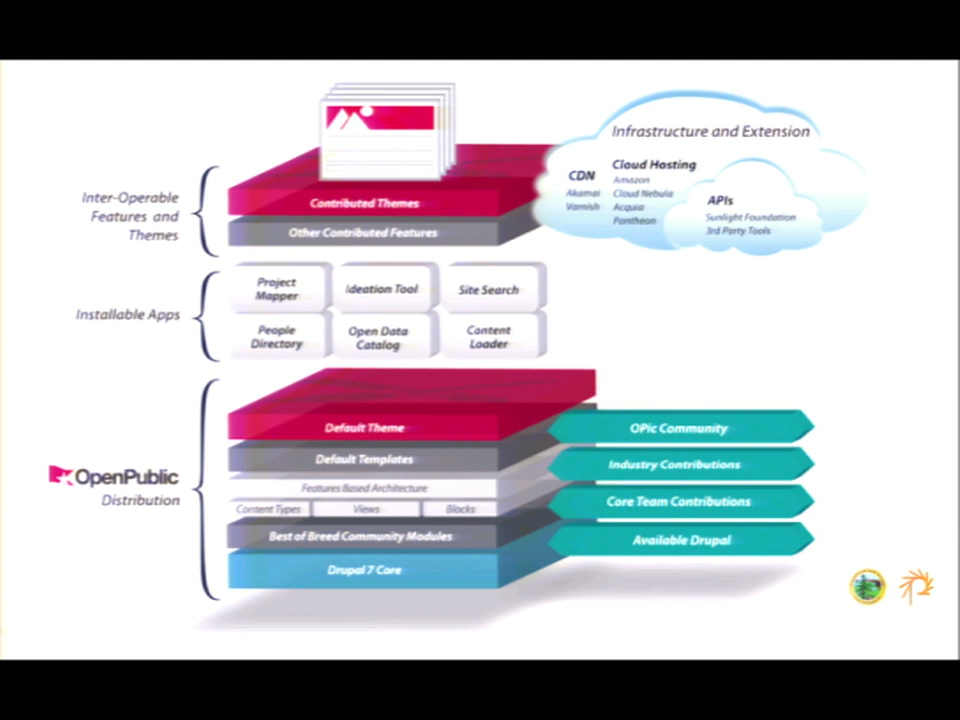 Infrastructure and Extension
CDN
Akamai
Varnish
Cloud Hosting
Amazon
Cloud Nebula
Acquia
Pantheon
APIs
Sunlight Foundation
3rd Party Tools
Inter-Operable
Features and
Themes
Contributed Themes
Other Contributed Features
Installable Apps
Project
Mapper
Ideation Tool
Site Search
People
Directory
Open Data
Catalog
Content
Loader
OpenPublic
Distribution
Default Theme
Default Templates
Features Based Architecture
Content Types
Views
Blocks
Best of Breed Community Modules
Drupal 7 Core
OPic Community
Industry Contributions
Core Team Contributions
Available Drupal